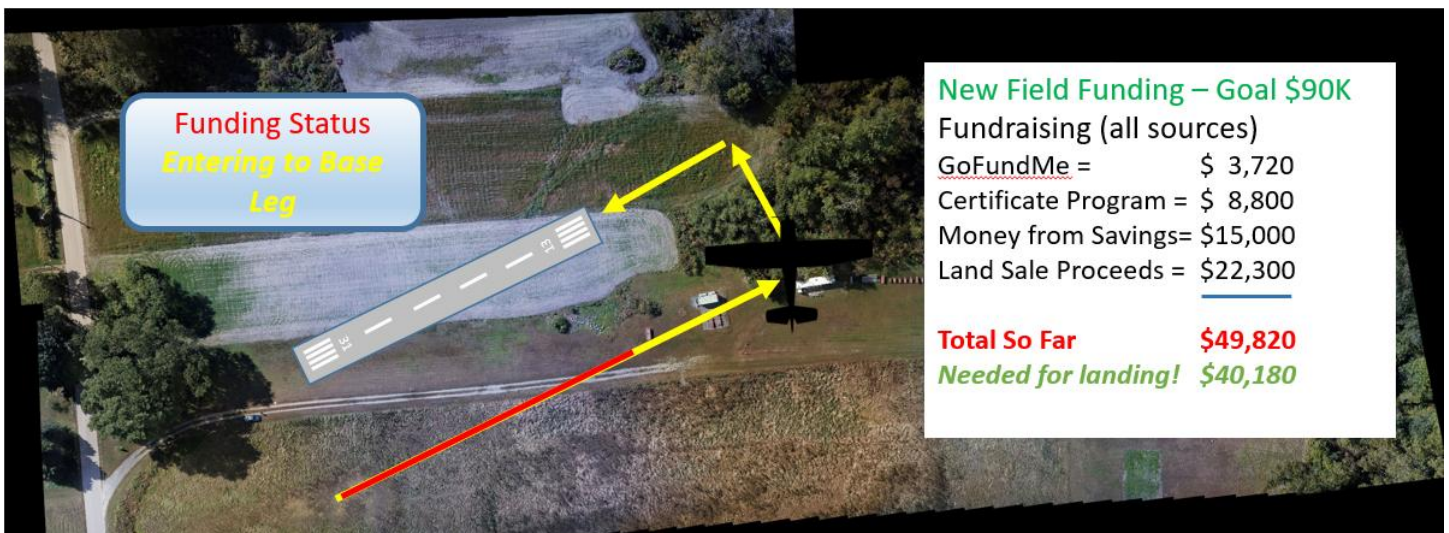 Funding Status
Entering to Base
Leg
13
31
New Field Funding – Goal $90K
Fundraising (all sources)
GoFundMe = $ 3,720
Certificate Program = $ 8,800
Money from Savings= $15,000
Land Sale Proceeds = $22,300
Total So Far $49,820
Needed for landing! $40,180